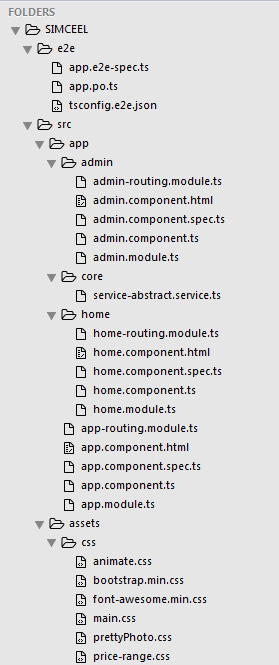 FOLDERS
SIMCEEL
e2e
app.e2e-spec.ts
app.po.ts
tsconfig.e2e.json
src
app
admin
admin-routing.module.ts
admin.component.html
admin.component.spec.ts
admin.component.ts
admin.module.ts
core
service-abstract.service.ts
home
home-routing.module.ts
home.component.html
home.component.spec.ts
home.component.ts
home.module.ts
app-routing.module.ts
app.component.html
app.component.spec.ts
app.component.ts
app.module.ts
assets
css
animate.css
bootstrap.min.css
font-awesome.min.css
main.css
prettyPhoto.css
price-range.css